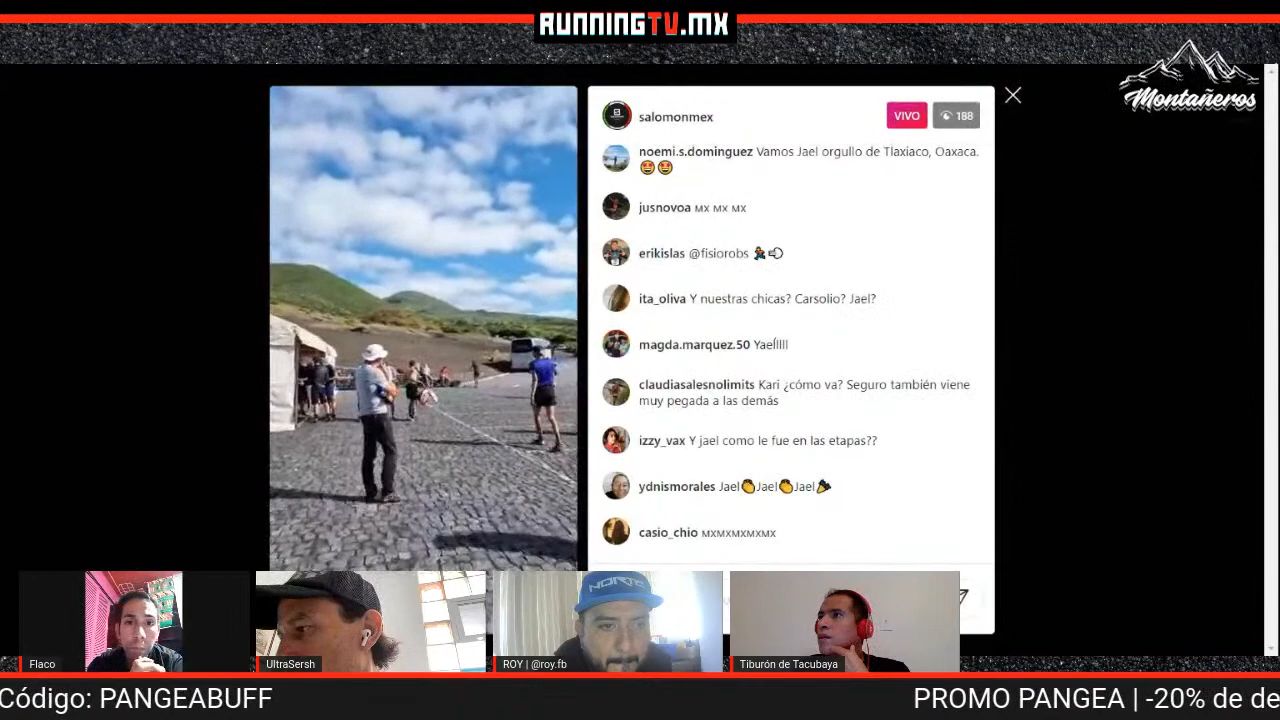 RUNNINGTV.MX
Montañeros
salomonmex
VIVO
188
noemi.s.dominguez Vamos Jael orgullo de Tlaxiaco, Oaxaca.
🤩🤩
jusnovoa MX MX MX
erikislas @fisiorobs 🏃💨
ita_oliva Y nuestras chicas? Carsolio? Jael?
magda.marquez.50 Yaelĺlll
claudiasalesnolimits Kari ¿cómo va? Seguro también viene
muy pegada a las demás
izzy_vax Y jael como le fue en las etapas??
ydnismorales Jael👏Jael👏Jael🎉
casio_chio MXMXMXMXMX
NORTE
Flaco
UltraSersh
ROY | @roy.fb
Tiburón de Tacubaya
Código: PANGEABUFF
PROMO PANGEA | -20% de de